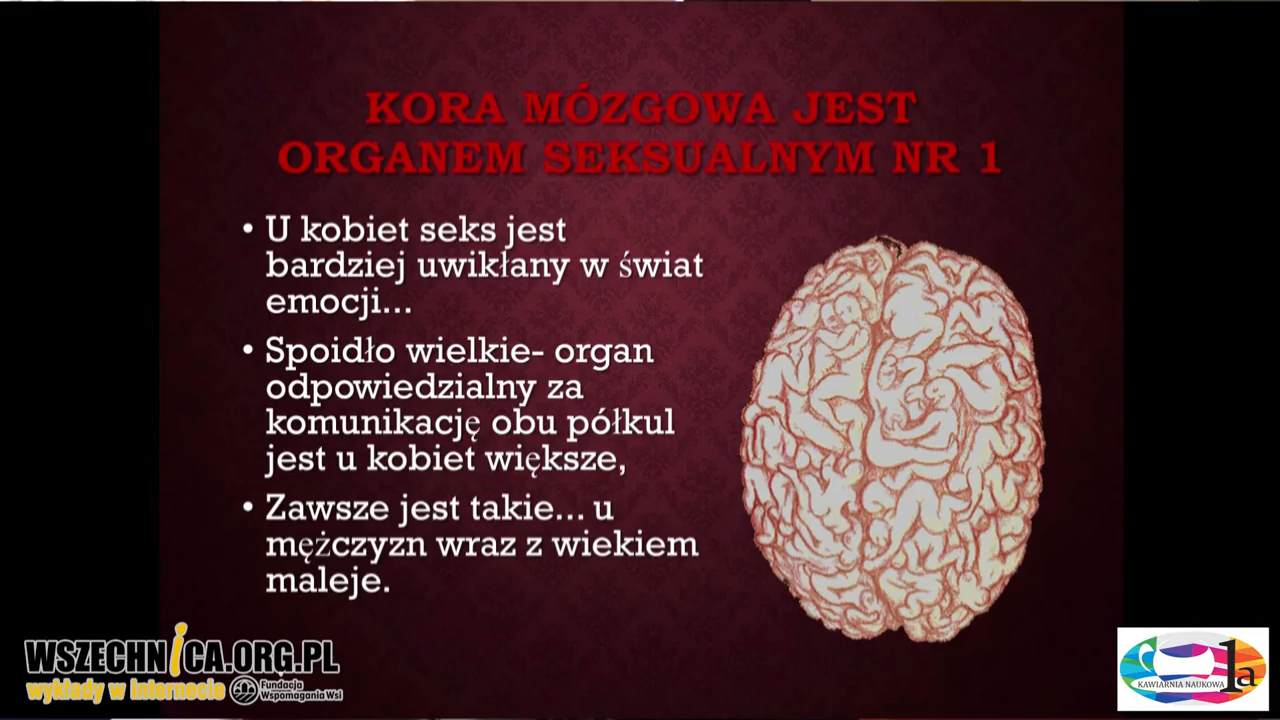 KORA MÓZGOWA JEST
ORGANEM SEKSUALNYM NR 1
• U kobiet seks jest
bardziej uwikłany w świat
emocji...
• Spoidło wielkie- organ
odpowiedzialny za
komunikację obu półkul
jest u kobiet większe,
• Zawsze jest takie... u
mężczyzn wraz z wiekiem
maleje.
WSZECHNICA.ORG.PL
wykłady w internecie
Fundacja
Wspomagania Wsi
KAWIARNIA NAUKOWA
1a